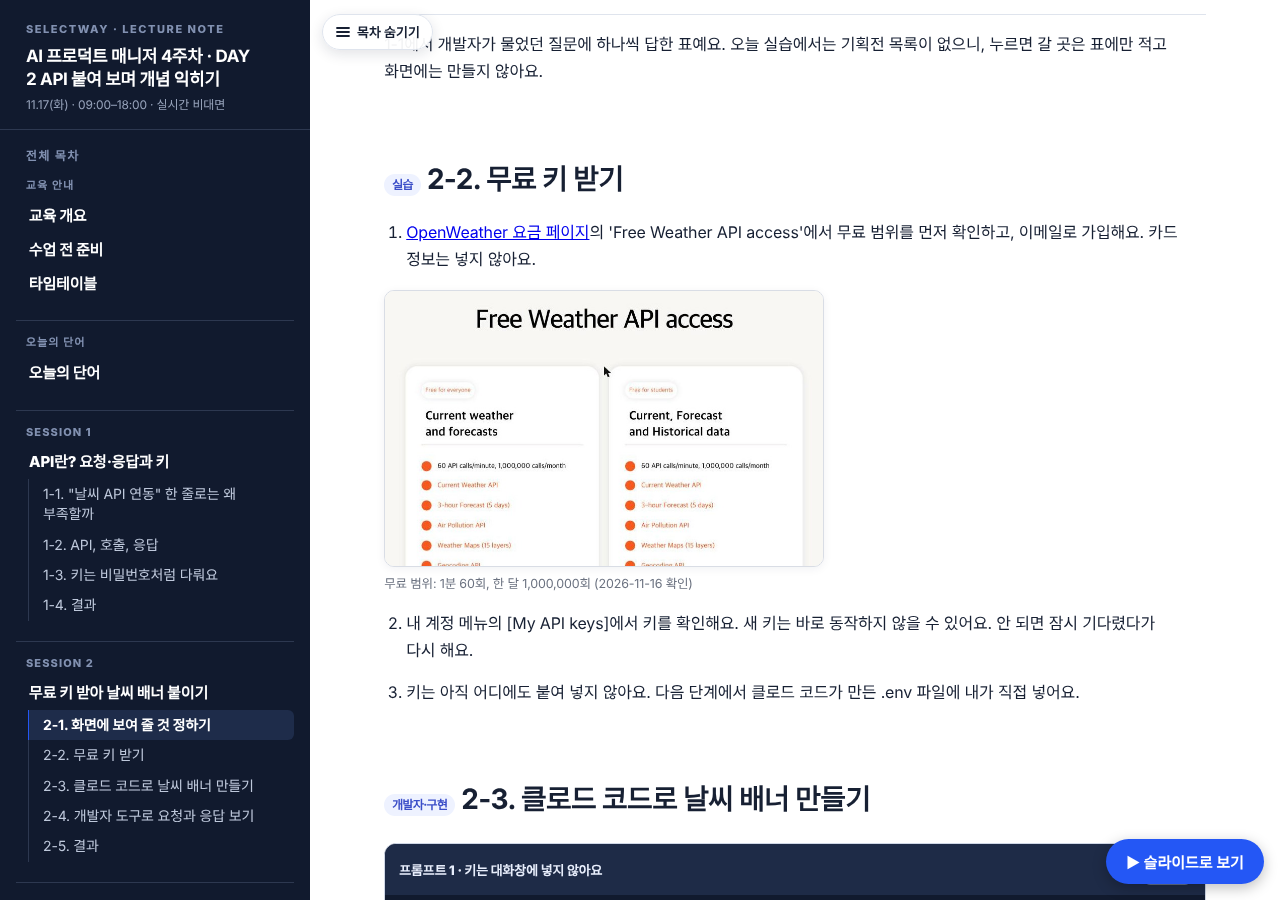 SELECTWAY · LECTURE NOTE
AI 프로덕트 매니저 4주차 · DAY
2 API 붙여 보며 개념 익히기
11.17(화) · 09:00–18:00 · 실시간 비대면
전체 목차
교육 안내
교육 개요
수업 전 준비
타임테이블
오늘의 단어
오늘의 단어
SESSION 1
API란? 요청·응답과 키
1-1. "날씨 API 연동" 한 줄로는 왜
부족할까
1-2. API, 호출, 응답
1-3. 키는 비밀번호처럼 다뤄요
1-4. 결과
SESSION 2
무료 키 받아 날씨 배너 붙이기
2-1. 화면에 보여 줄 것 정하기
2-2. 무료 키 받기
2-3. 클로드 코드로 날씨 배너 만들기
2-4. 개발자 도구로 요청과 응답 보기
2-5. 결과
목차 숨기기
개발자가 물었던 질문에 하나씩 답한 표예요. 오늘 실습에서는 기획전 목록이 없으니, 누르면 갈 곳은 표에만 적고
화면에는 만들지 않아요.
실습 2-2. 무료 키 받기
1. OpenWeather 요금 페이지의 'Free Weather API access'에서 무료 범위를 먼저 확인하고, 이메일로 가입해요. 카드
정보는 넣지 않아요.
Free Weather API access
Free for everyone
Current weather
and forecasts
60 API calls/minute, 1,000,000 calls/month
Current Weather API
3-hour Forecast (5 days)
Air Pollution API
Weather Maps (15 layers)
Geocoding API
Free for students
Current, Forecast
and Historical data
60 API calls/minute, 1,000,000 calls/month
Current Weather API
3-hour Forecast (5 days)
Air Pollution API
Weather Maps (15 layers)
Geocoding API
무료 범위: 1분 60회, 한 달 1,000,000회 (2026-11-16 확인)
2. 내 계정 메뉴의 [My API keys]에서 키를 확인해요. 새 키는 바로 동작하지 않을 수 있어요. 안 되면 잠시 기다렸다가
다시 해요.
3. 키는 아직 어디에도 붙여 넣지 않아요. 다음 단계에서 클로드 코드가 만든 .env 파일에 내가 직접 넣어요.
개발자·구현 2-3. 클로드 코드로 날씨 배너 만들기
프롬프트 1 · 키는 대화창에 넣지 않아요
▶ 슬라이드로 보기